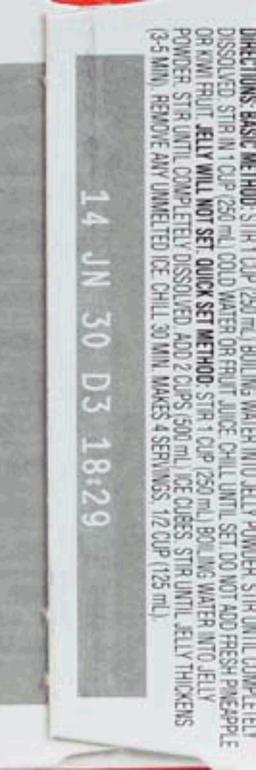 DIRECTIONS: BASIC METHOD: STIR 1 CUP (250 mL) BOILING WATER INTO JELLY POWDER. STIR UNTIL COMPLETELY
DISSOLVED. STIR IN 1 CUP (250 mL) COLD WATER OR FRUIT JUICE. CHILL UNTIL SET. DO NOT ADD FRESH PINEAPPLE
OR KIWI FRUIT. JELLY WILL NOT SET. QUICK SET METHOD: STIR 1 CUP (250 mL) BOILING WATER INTO JELLY
POWDER. STIR UNTIL COMPLETELY DISSOLVED. ADD 2 CUPS (500 mL) ICE CUBES. STIR UNTIL JELLY THICKENS
(3-5 MIN). REMOVE ANY UNMELTED ICE. CHILL 30 MIN. MAKES 4 SERVINGS, 1/2 CUP (125 mL).
14 JN 30 D3 18:29